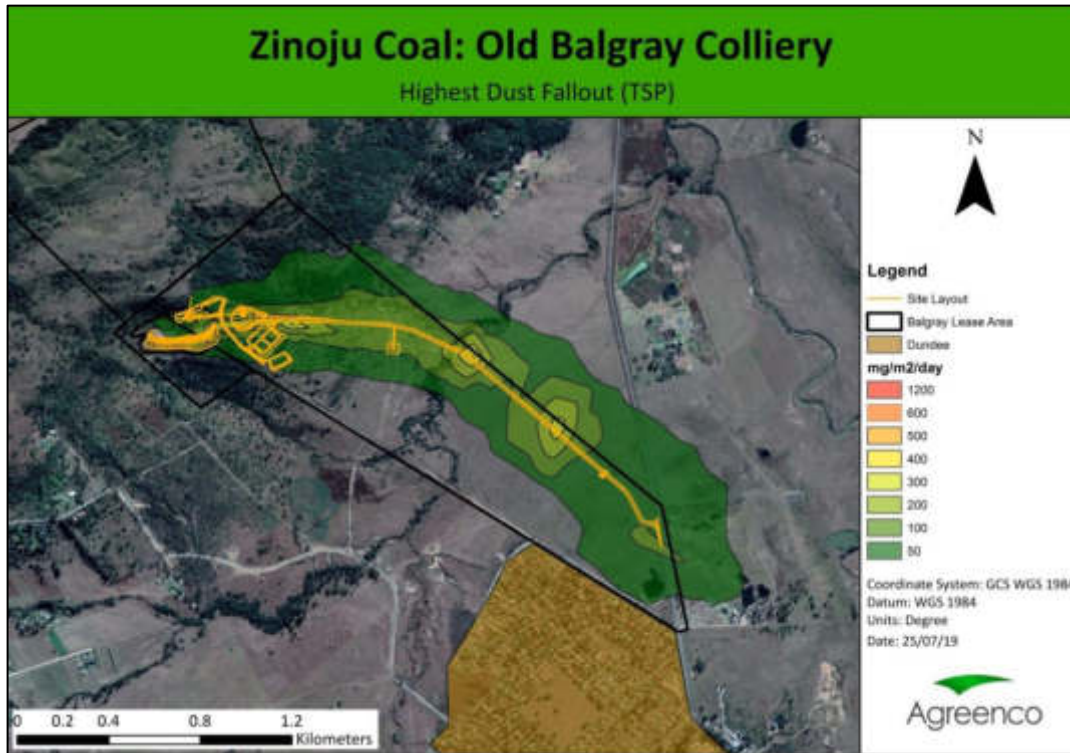 Zinoju Coal: Old Balgray Colliery
Highest Dust Fallout (TSP)
N
Legend
Site Layout
Balgray Lease Area
Dundee
mg/m2/day
1200
600
500
400
300
200
100
50
Coordinate System: GCS WGS 1984
Datum: WGS 1984
Units: Degree
Date: 25/07/19
Agreenco
0 0.2 0.4 0.8 1.2
Kilometers